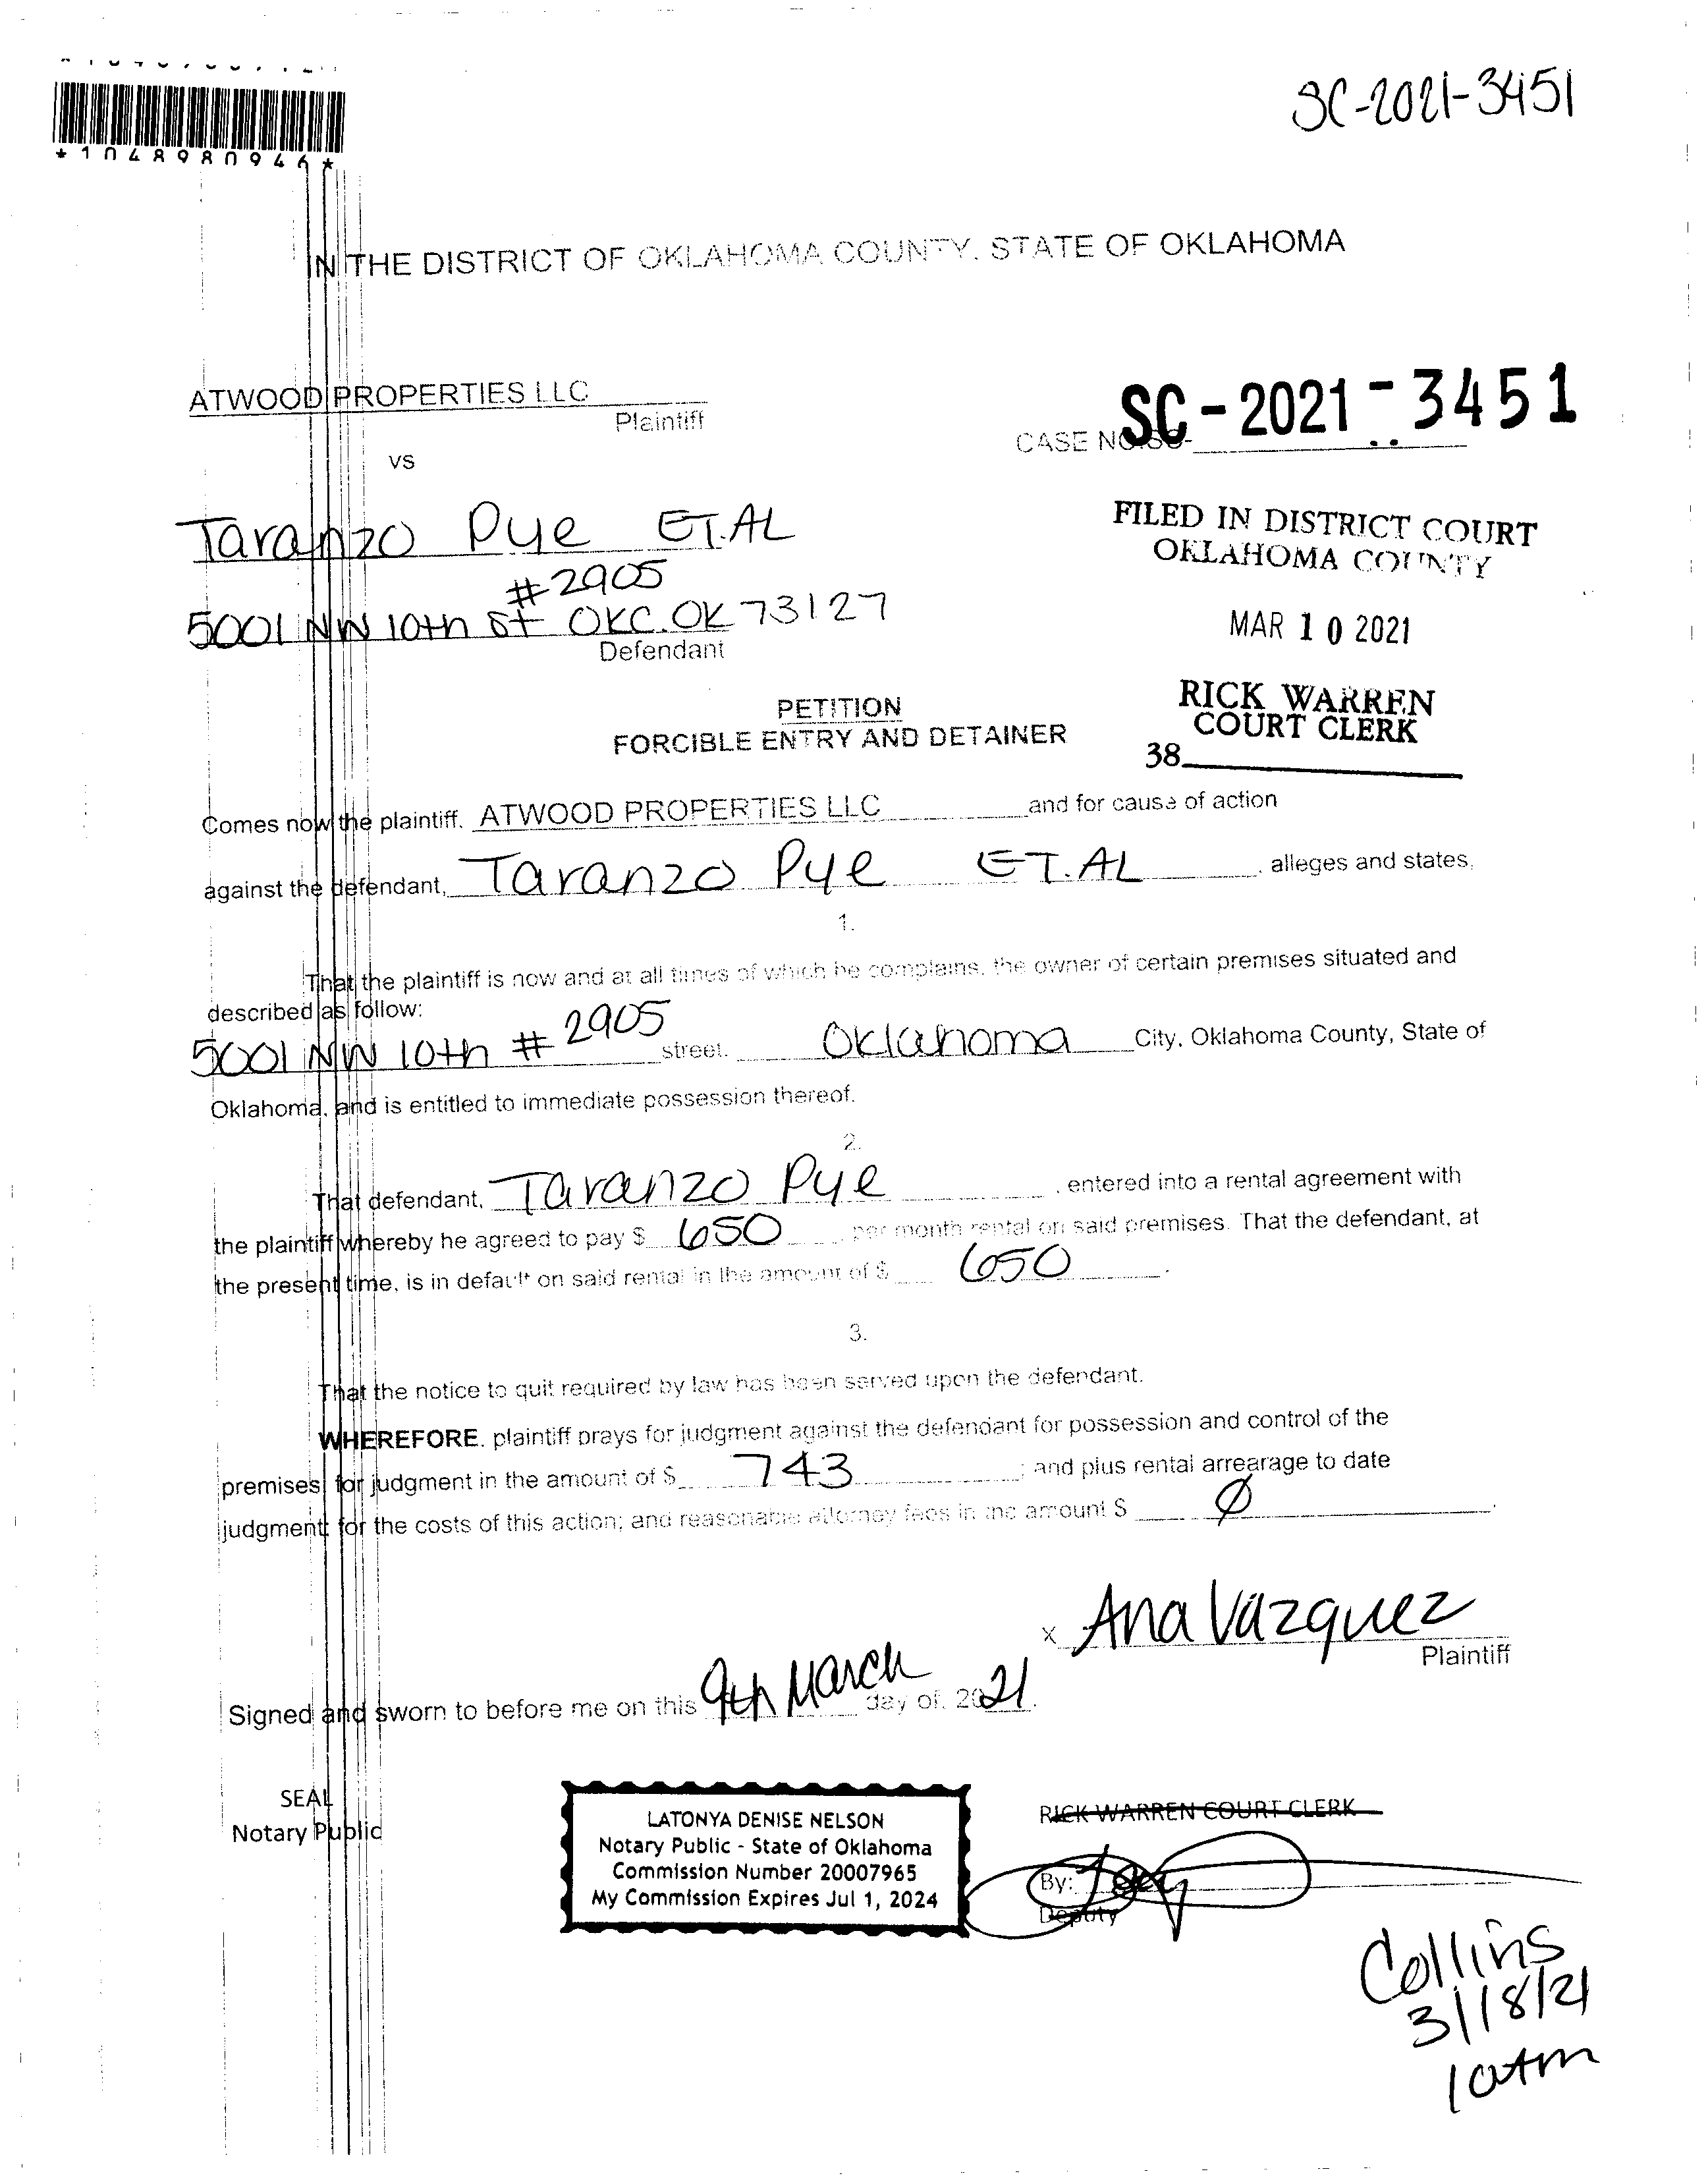 SC-2021-3451
*1048980946*
IN THE DISTRICT OF OKLAHOMA COUNTY, STATE OF OKLAHOMA
ATWOOD PROPERTIES LLC
Plaintiff
CASE NO. SC-
SC-2021-3451
vs
Taranzo Pye ET.AL
#2905
5001 NW 10th St OKC.OK 73127
Defendant
FILED IN DISTRICT COURT
OKLAHOMA COUNTY
MAR 10 2021
RICK WARREN
COURT CLERK
38
PETITION
FORCIBLE ENTRY AND DETAINER
Comes now the plaintiff, ATWOOD PROPERTIES LLC and for cause of action
against the defendant, Taranzo Pye ET.AL, alleges and states,
1.
That the plaintiff is now and at all times of which he complains, the owner of certain premises situated and
described as follow:
5001 NW 10th # 2905 street, Oklahoma City, Oklahoma County, State of
Oklahoma, and is entitled to immediate possession thereof.
2.
That defendant, Taranzo Pye, entered into a rental agreement with
the plaintiff whereby he agreed to pay $ 650 per month rental on said premises. That the defendant, at
the present time, is in default on said rental in the amount of $ 650.
3.
That the notice to quit required by law has been served upon the defendant.
WHEREFORE, plaintiff prays for judgment against the defendant for possession and control of the
premises; for judgment in the amount of $ 743; and plus rental arrearage to date
judgment; for the costs of this action; and reasonable attorney fees in the amount $ Ø.
x Ana Vazquez
Plaintiff
Signed and sworn to before me on this 9th March day of, 2021.
SEAL
Notary Public
LATONYA DENISE NELSON
Notary Public - State of Oklahoma
Commission Number 20007965
My Commission Expires Jul 1, 2024
RICK WARREN COURT CLERK
By:
Deputy
Collins
3/18/21
10AM